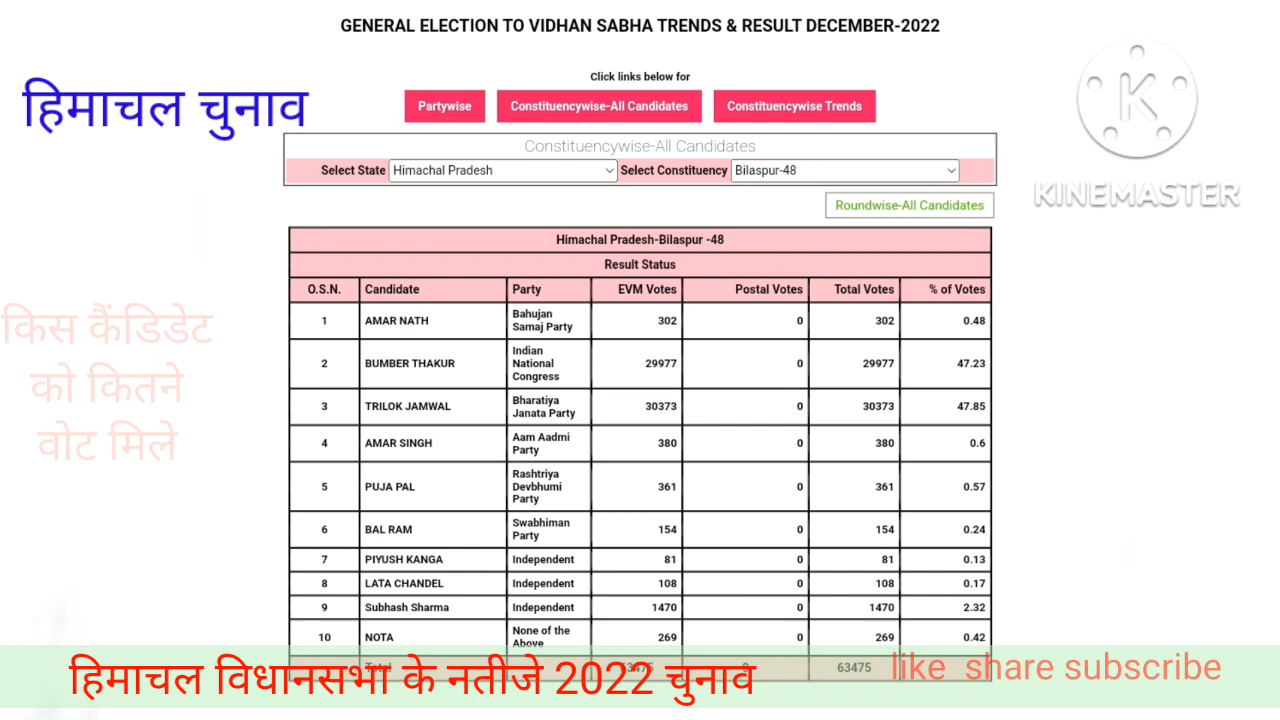 GENERAL ELECTION TO VIDHAN SABHA TRENDS & RESULT DECEMBER-2022
Click links below for
Partywise Constituencywise-All Candidates Constituencywise Trends
हिमाचल चुनाव
Constituencywise-All Candidates
Select State Himachal Pradesh Select Constituency Bilaspur-48
Roundwise-All Candidates
K
KINEMASTER
Himachal Pradesh-Bilaspur -48
Result Status
O.S.N. Candidate Party EVM Votes Postal Votes Total Votes % of Votes
1 AMAR NATH Bahujan Samaj Party 302 0 302 0.48
2 BUMBER THAKUR Indian National Congress 29977 0 29977 47.23
3 TRILOK JAMWAL Bharatiya Janata Party 30373 0 30373 47.85
4 AMAR SINGH Aam Aadmi Party 380 0 380 0.6
5 PUJA PAL Rashtriya Devbhumi Party 361 0 361 0.57
6 BAL RAM Swabhiman Party 154 0 154 0.24
7 PIYUSH KANGA Independent 81 0 81 0.13
8 LATA CHANDEL Independent 108 0 108 0.17
9 Subhash Sharma Independent 1470 0 1470 2.32
10 NOTA None of the Above 269 0 269 0.42
Total 63475 0 63475
किस कैंडिडेट
को कितने
वोट मिले
हिमाचल विधानसभा के नतीजे 2022 चुनाव
like share subscribe